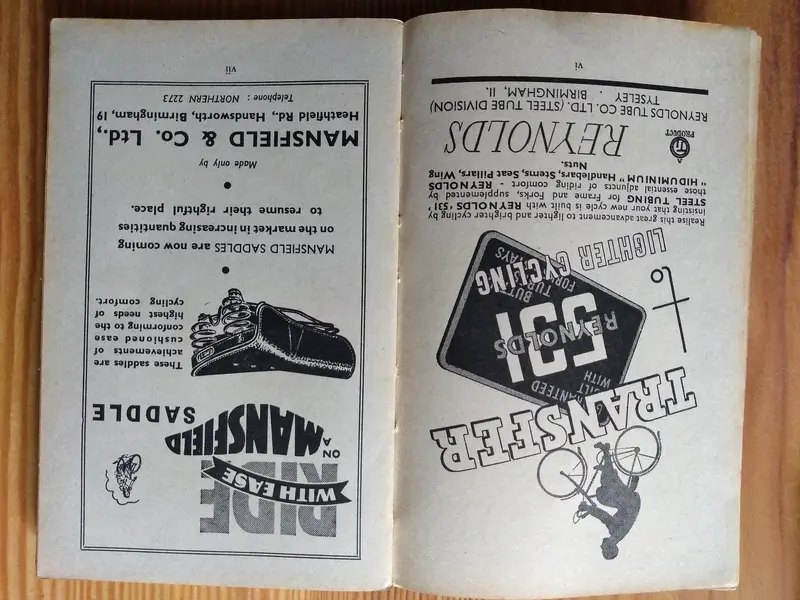 TRANSFER
to
WITH
REYNOLDS
531
LIGHTER CYCLING
Realise this great advancement to lighter and brighter cycling by
insisting that your new cycle is built with REYNOLDS '531'
STEEL TUBING for Frame and Forks, supplemented by
those essential adjuncts of riding comfort - REYNOLDS
"HIDUMINIUM" Handlebars, Stems, Seat Pillars, Wing
Nuts.
TI
PRODUCT
REYNOLDS
REYNOLDS TUBE CO. LTD. (STEEL TUBE DIVISION)
TYSELEY . BIRMINGHAM, 11.
vi
RIDE
WITH EASE
ON
A
MANSFIELD
SADDLE
These saddles are
achievements of
cushioned ease
conforming to the
highest needs of
cycling comfort.
MANSFIELD SADDLES are now coming
on the market in increasing quantities
to resume their rightful place.
Made only by
MANSFIELD & Co. Ltd.,
Heathfield Rd., Handsworth, Birmingham, 19
Telephone : NORTHERN 2273
vii